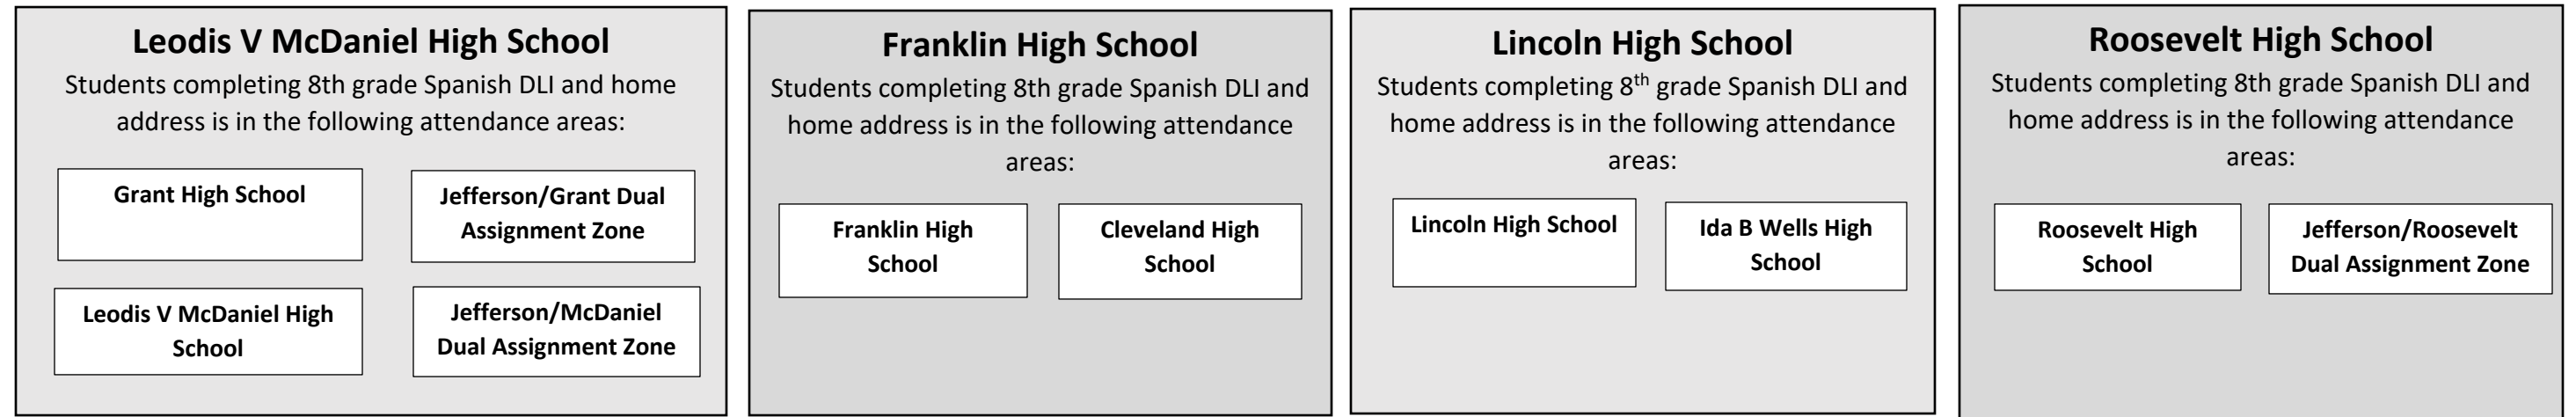 Leodis V McDaniel High School
Students completing 8th grade Spanish DLI and home
address is in the following attendance areas:
Grant High School
Jefferson/Grant Dual
Assignment Zone
Leodis V McDaniel High
School
Jefferson/McDaniel
Dual Assignment Zone
Franklin High School
Students completing 8th grade Spanish DLI and
home address is in the following attendance
areas:
Franklin High
School
Cleveland High
School
Lincoln High School
Students completing 8th grade Spanish DLI and
home address is in the following attendance
areas:
Lincoln High School
Ida B Wells High
School
Roosevelt High School
Students completing 8th grade Spanish DLI and
home address is in the following attendance
areas:
Roosevelt High
School
Jefferson/Roosevelt
Dual Assignment Zone